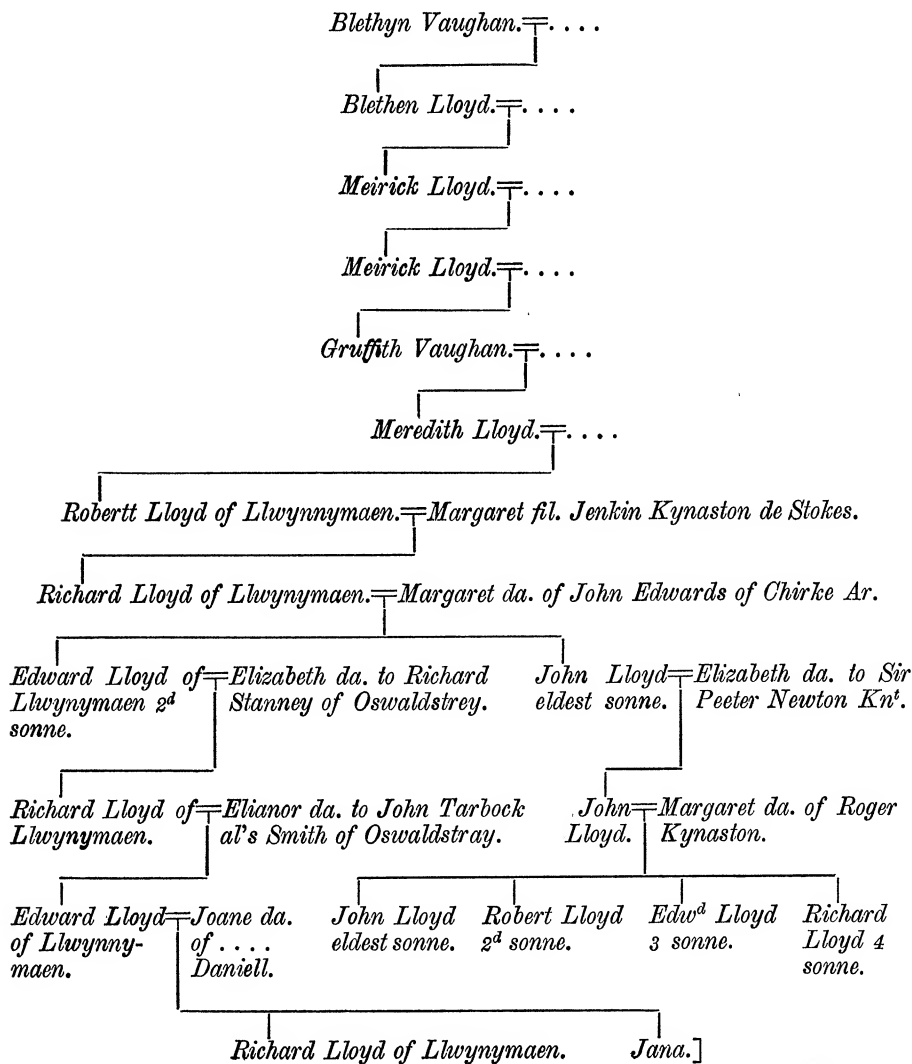 Blethyn Vaughan.=. . . .
Blethen Lloyd.=. . . .
Meirick Lloyd.=. . . .
Meirick Lloyd.=. . . .
Gruffith Vaughan.=. . . .
Meredith Lloyd.=. . . .
Robertt Lloyd of Llwynnymaen.=Margaret fil. Jenkin Kynaston de Stokes.
Richard Lloyd of Llwynymaen.=Margaret da. of John Edwards of Chirke Ar.
Edward Lloyd of=Elizabeth da. to Richard
Llwynymaen 2d Stanney of Oswaldstrey.
sonne.
John Lloyd=Elizabeth da. to Sir
eldest sonne. Peeter Newton Knt.
Richard Lloyd of=Elianor da. to John Tarbock
Llwynymaen. al's Smith of Oswaldstray.
John=Margaret da. of Roger
Lloyd. Kynaston.
Edward Lloyd=Joane da.
of Llwynny- of . . . .
maen. Daniell.
John Lloyd
eldest sonne.
Robert Lloyd
2d sonne.
Edwd Lloyd
3 sonne.
Richard
Lloyd 4
sonne.
Richard Lloyd of Llwynymaen. Jana.]